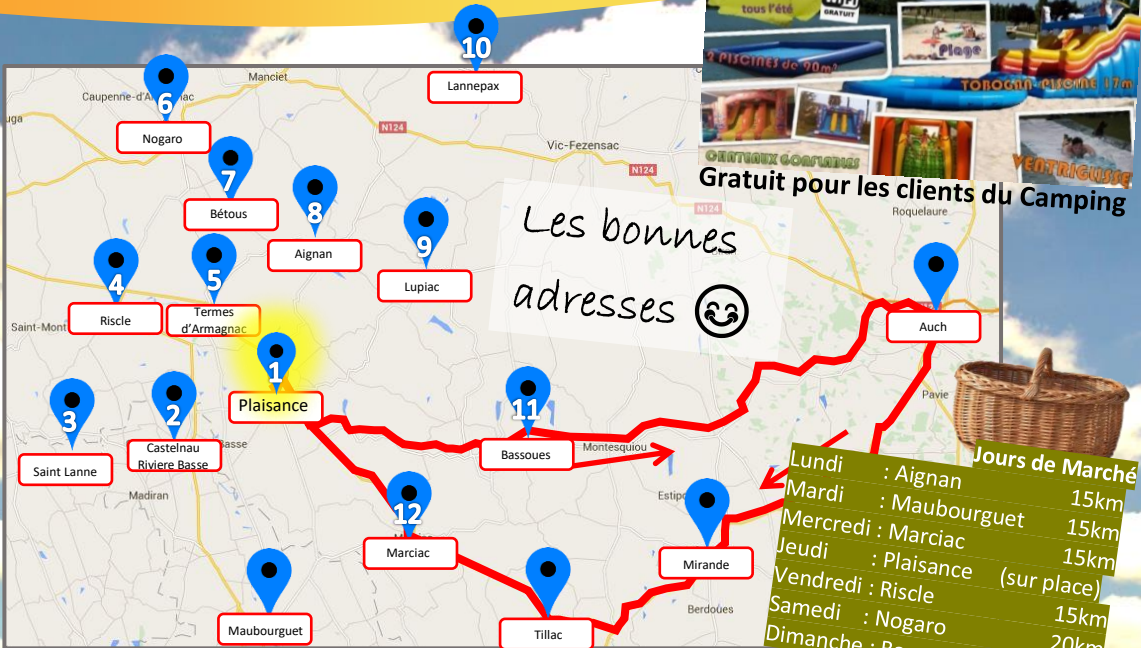 tous l'été
GRATUIT
2 PISCINES de 90m²
Plage
TOBOGAN PISCINE 17m
CHATEAUX GONFLABLES
VENTRIGLISSE
Gratuit pour les clients du Camping
10
Lannepax
Manciet
6
Nogaro
N124
Vic-Fezensac
N124
N124
Roquelaure
7
Bétous
8
Aignan
9
Lupiac
Les bonnes
adresses
Auch
4
Riscle
5
Termes
d'Armagnac
Saint-Mont
1
Plaisance
Pavie
3
Saint Lanne
2
Castelnau
Riviere Basse
Basse
11
Bassoues
Montesquiou
Madiran
12
Marciac
Mirande
Berdoues
Maubourguet
Tillac
Jours de Marché
Lundi : Aignan 15km
Mardi : Maubourguet 15km
Mercredi : Marciac 15km
Jeudi : Plaisance (sur place)
Vendredi : Riscle 15km
Samedi : Nogaro 20km
Dimanche :